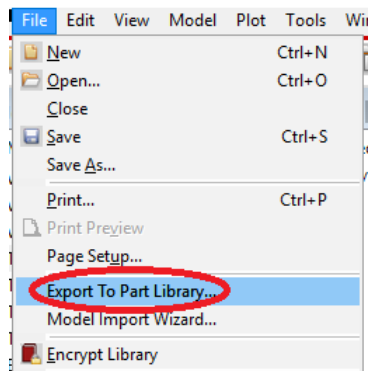 File Edit View Model Plot Tools
New Ctrl+N
Open... Ctrl+O
Close
Save Ctrl+S
Save As...
Print... Ctrl+P
Print Preview
Page Setup...
Export To Part Library...
Model Import Wizard...
Encrypt Library